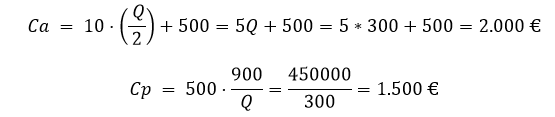 Ca = 10 · (Q/2) + 500 = 5Q + 500 = 5 * 300 + 500 = 2.000 €
Cp = 500 · 900/Q = 450000/300 = 1.500 €